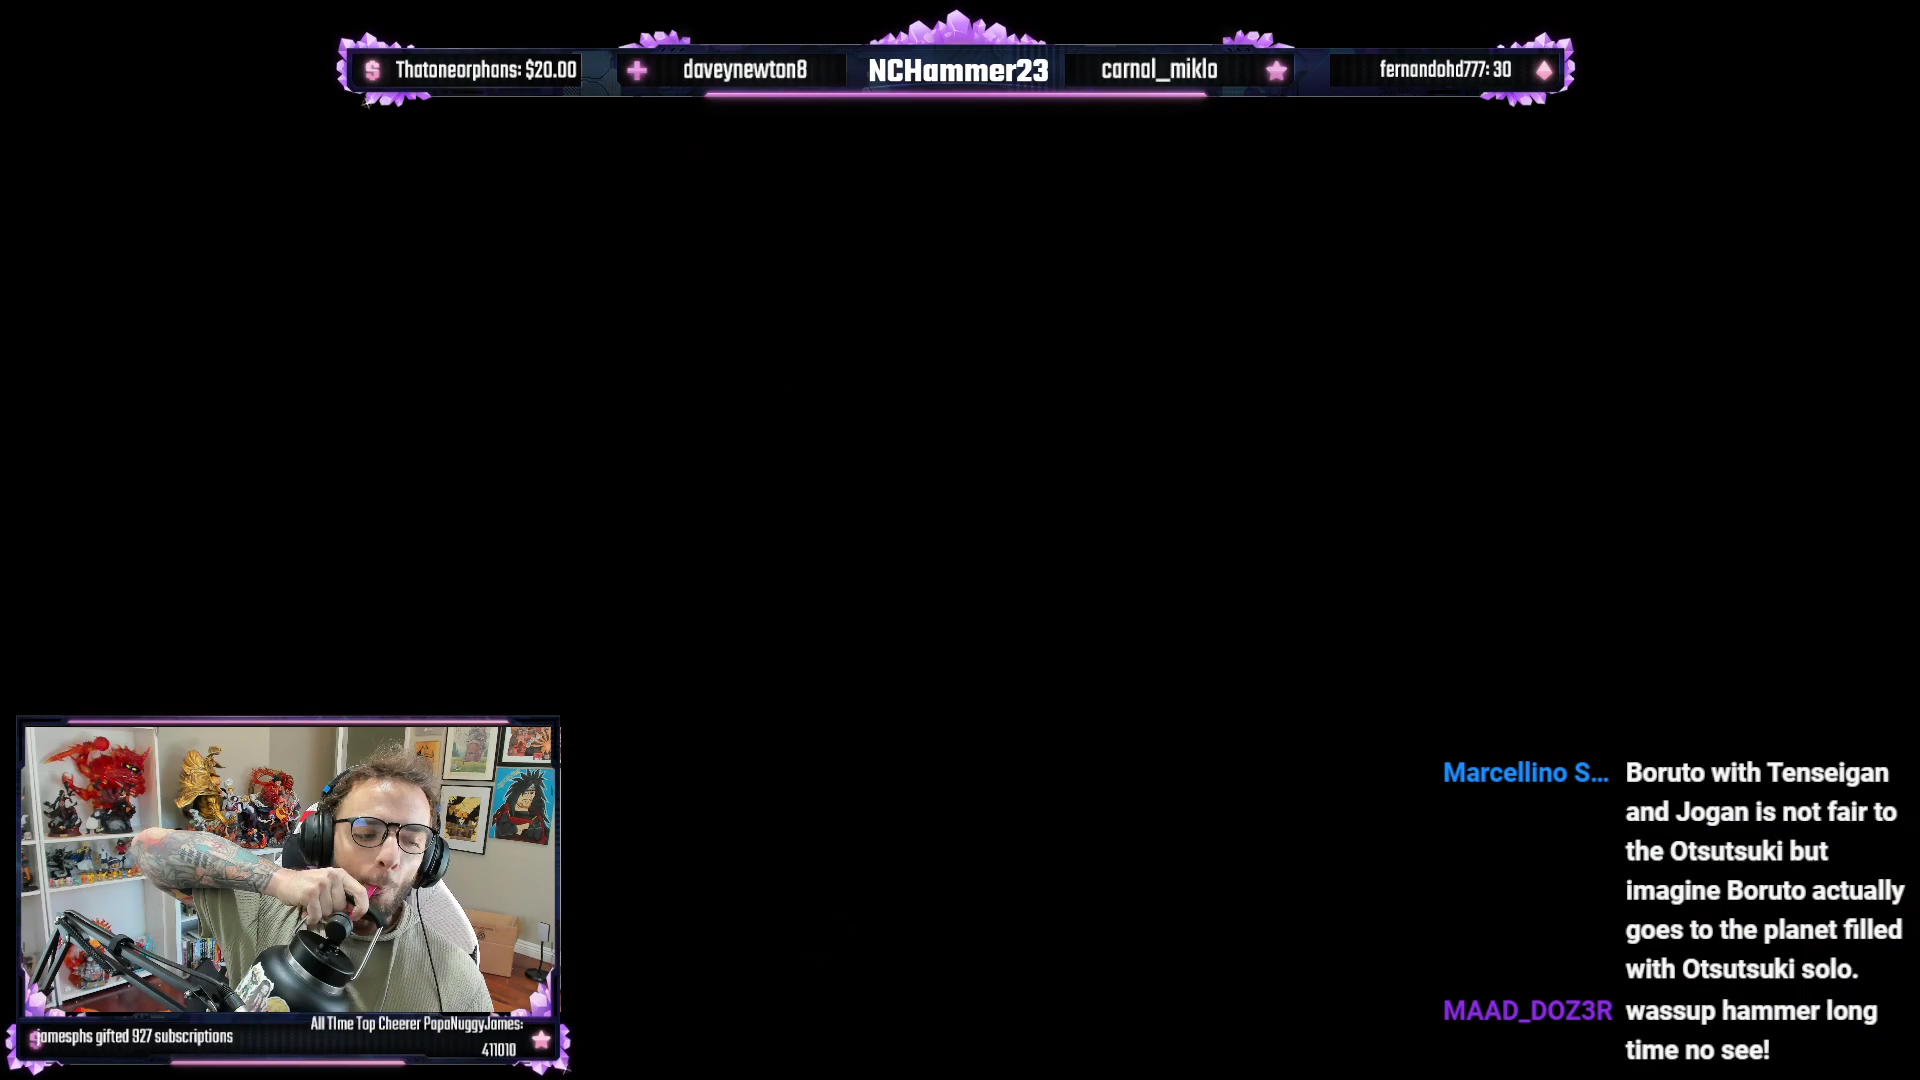 Thatoneorphans: $20.00
daveynewton8
NCHammer23
carnal_miklo
fernandohd777: 30
Marcellino S... Boruto with Tenseigan
and Jogan is not fair to
the Otsutsuki but
imagine Boruto actually
goes to the planet filled
with Otsutsuki solo.
MAAD_DOZ3R wassup hammer long
time no see!
jamesphs gifted 927 subscriptions
All TIme Top Cheerer PapaNuggyJames:
411010